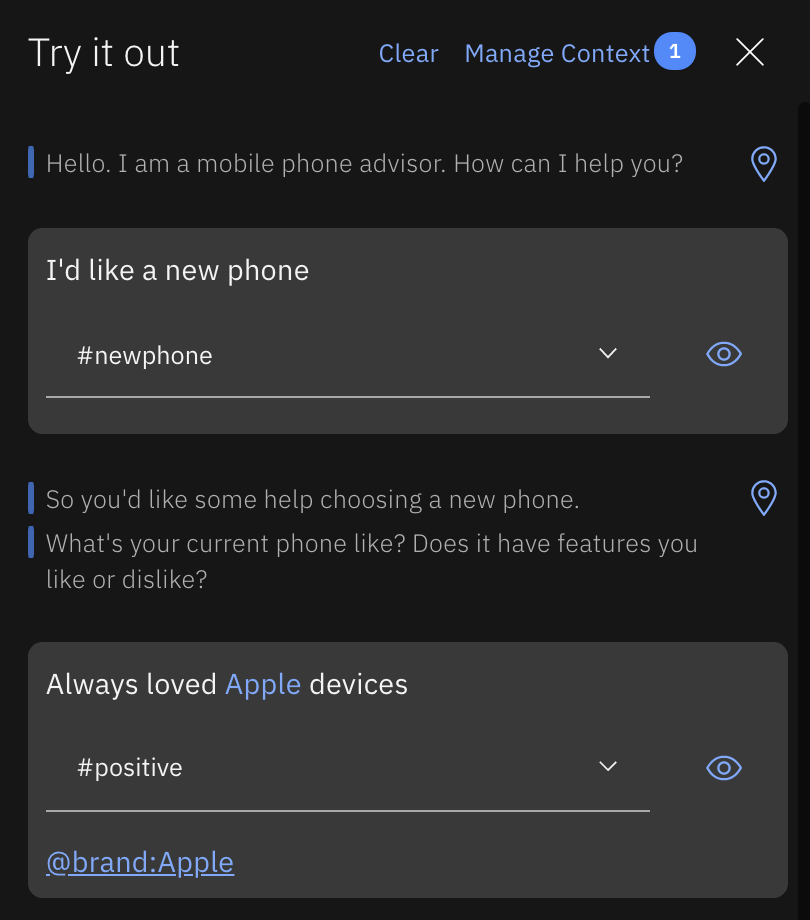 Try it out
Clear
Manage Context 1
Hello. I am a mobile phone advisor. How can I help you?
I'd like a new phone
#newphone
So you'd like some help choosing a new phone.
What's your current phone like? Does it have features you
like or dislike?
Always loved Apple devices
#positive
@brand:Apple